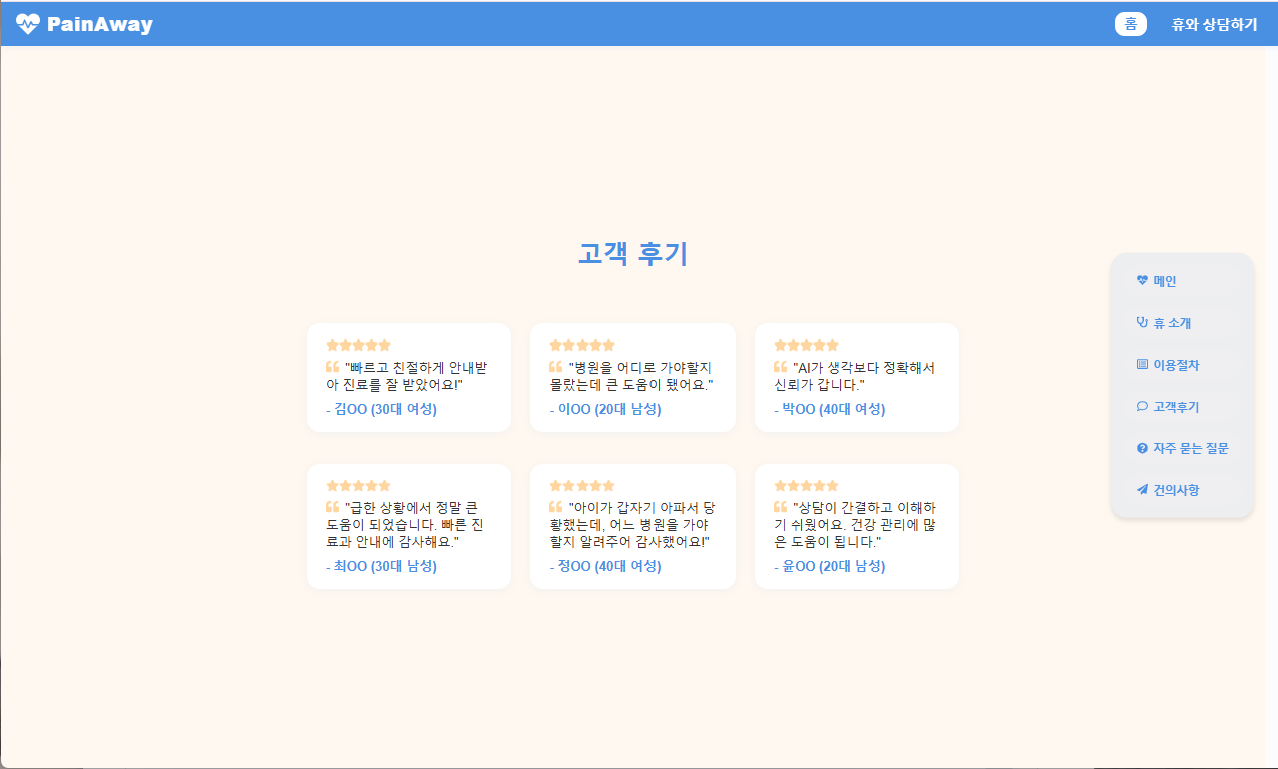 PainAway
홈
휴와 상담하기
고객 후기
"빠르고 친절하게 안내받
아 진료를 잘 받았어요!"
- 김OO (30대 여성)
"병원을 어디로 가야할지
몰랐는데 큰 도움이 됐어요."
- 이OO (20대 남성)
"AI가 생각보다 정확해서
신뢰가 갑니다."
- 박OO (40대 여성)
"급한 상황에서 정말 큰
도움이 되었습니다. 빠른 진
료과 안내에 감사해요."
- 최OO (30대 남성)
"아이가 갑자기 아파서 당
황했는데, 어느 병원을 가야
할지 알려주어 감사했어요!"
- 정OO (40대 여성)
"상담이 간결하고 이해하
기 쉬웠어요. 건강 관리에 많
은 도움이 됩니다."
- 윤OO (20대 남성)
메인
휴 소개
이용절차
고객후기
자주 묻는 질문
건의사항